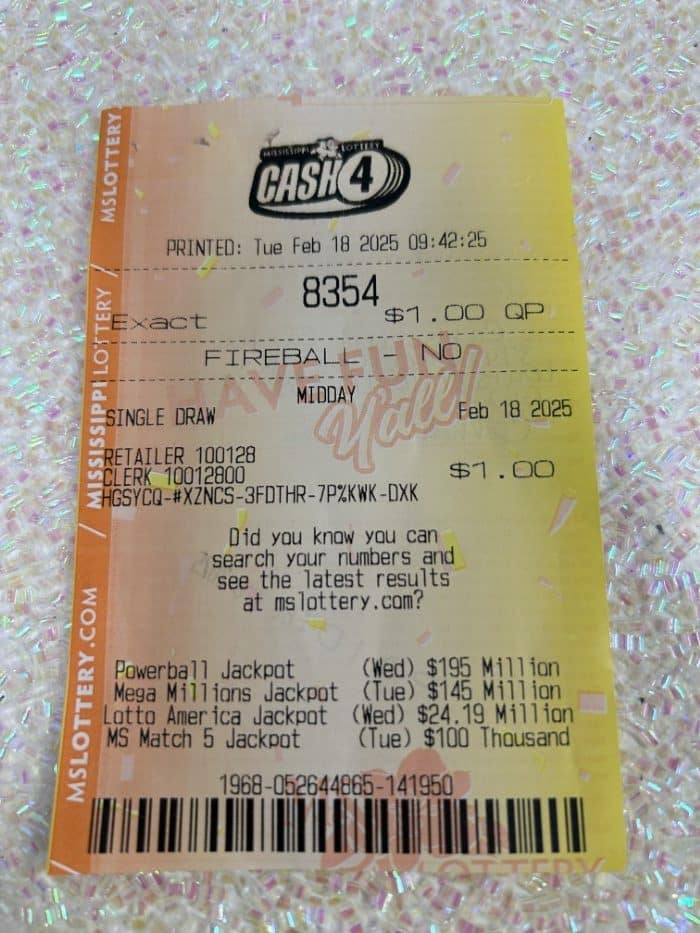 MISSISSIPPI LOTTERY
CASH 4
PRINTED: Tue Feb 18 2025 09:42:25
8354
Exact $1.00 QP
FIREBALL - NO
HAVE FUN
Y'all!
MIDDAY
SINGLE DRAW Feb 18 2025
RETAILER 100128
CLERK 10012800 $1.00
HGSYCQ-#XZNCS-3FDTHR-7P%KWK-DXK
Did you know you can
search your numbers and
see the latest results
at mslottery.com?
Powerball Jackpot (Wed) $195 Million
Mega Millions Jackpot (Tue) $145 Million
Lotto America Jackpot (Wed) $24.19 Million
MS Match 5 Jackpot (Tue) $100 Thousand
1968-052644865-141950
LOTTERY
MSLOTTERY.COM / MISSISSIPPI LOTTERY / MSLOTTERY